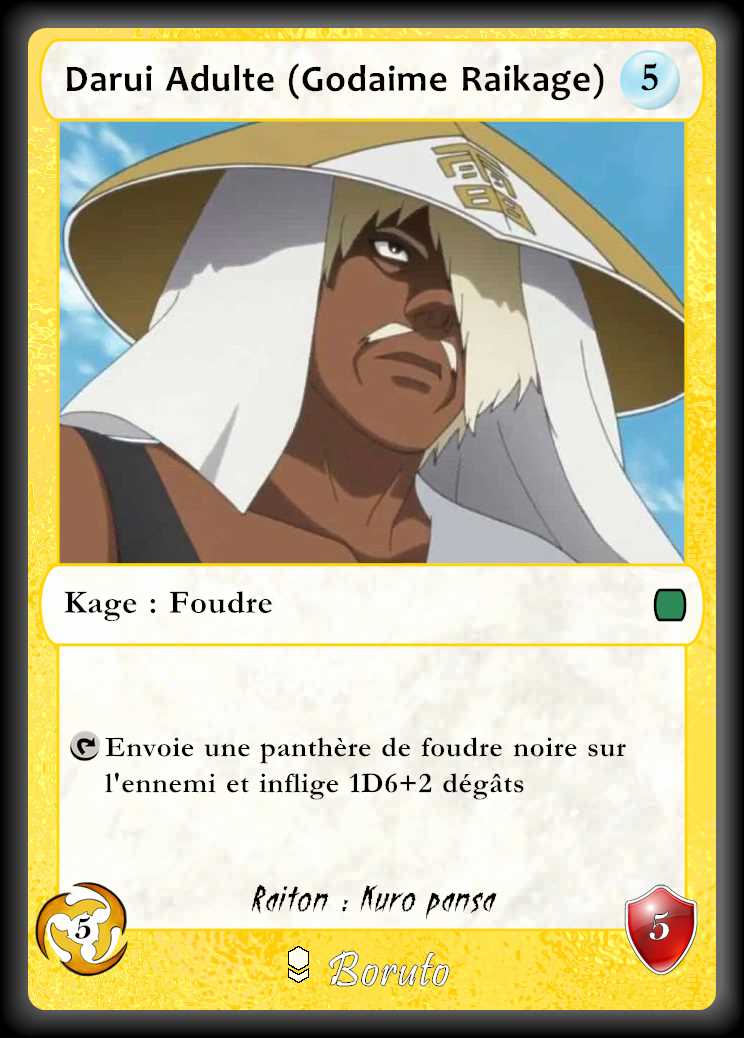 Darui Adulte (Godaime Raikage) 5
Kage : Foudre
Envoie une panthère de foudre noire sur
l'ennemi et inflige 1D6+2 dégâts
Raiton : Kuro pansa
5
5
Boruto